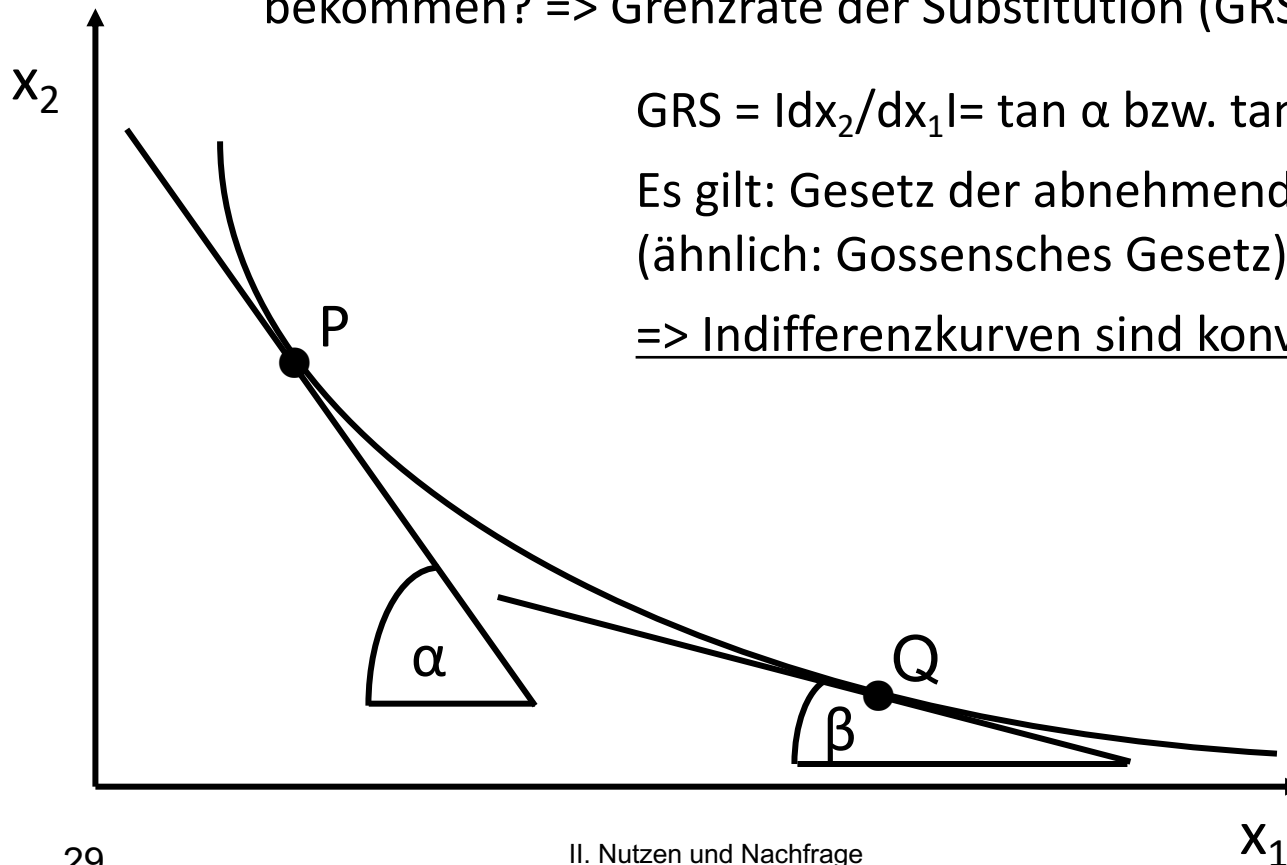 bekommen? => Grenzrate der Substitution (GRS
x₂
GRS = Idx₂/dx₁I= tan α bzw. tan
Es gilt: Gesetz der abnehmend
(ähnlich: Gossensches Gesetz)
=> Indifferenzkurven sind konv
P
α
Q
β
x₁
29
II. Nutzen und Nachfrage